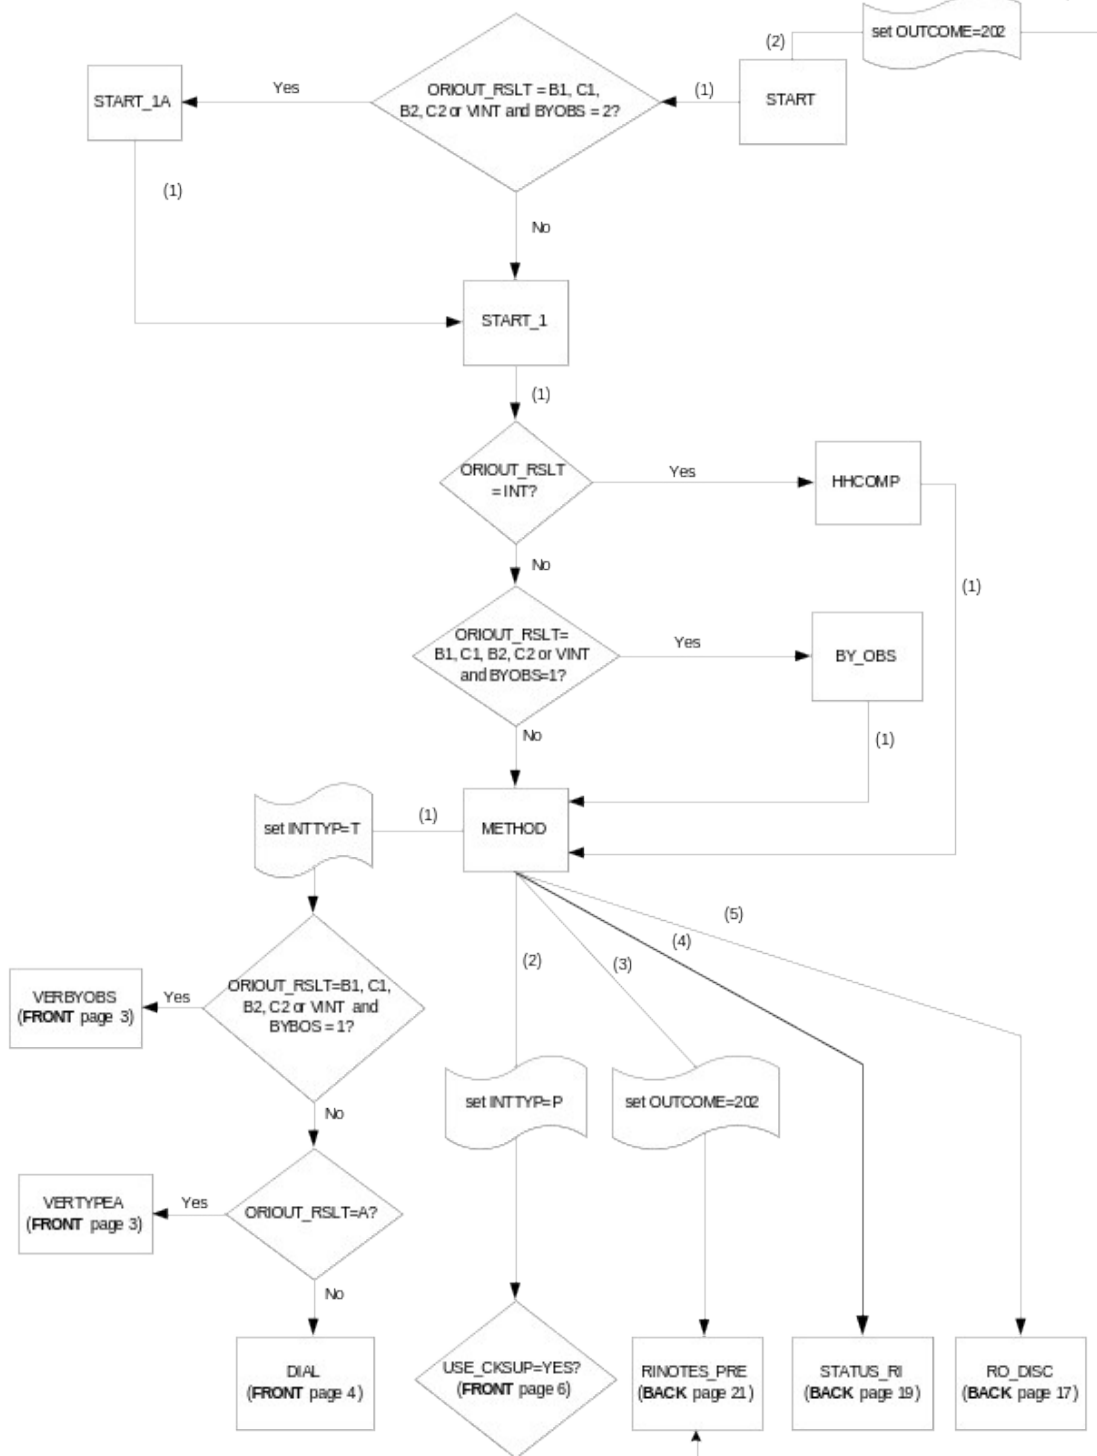 set OUTCOME=202
(2)
START
(1)
ORIOUT_RSLT = B1, C1,
B2, C2 or VINT and BYOBS = 2?
Yes
START_1A
(1)
No
START_1
(1)
ORIOUT_RSLT
= INT?
Yes
HHCOMP
(1)
No
ORIOUT_RSLT=
B1, C1, B2, C2 or VINT
and BYOBS=1?
Yes
BY_OBS
(1)
No
METHOD
(1)
set INTTYP=T
(5)
(4)
(3)
(2)
ORIOUT_RSLT=B1, C1,
B2, C2 or VINT and
BYBOS = 1?
Yes
VERBYOBS
(FRONT page 3)
No
set INTTYP=P
set OUTCOME=202
ORIOUT_RSLT=A?
Yes
VERTYPEA
(FRONT page 3)
No
DIAL
(FRONT page 4)
USE_CKSUP=YES?
(FRONT page 6)
RINOTES_PRE
(BACK page 21)
STATUS_RI
(BACK page 19)
RO_DISC
(BACK page 17)